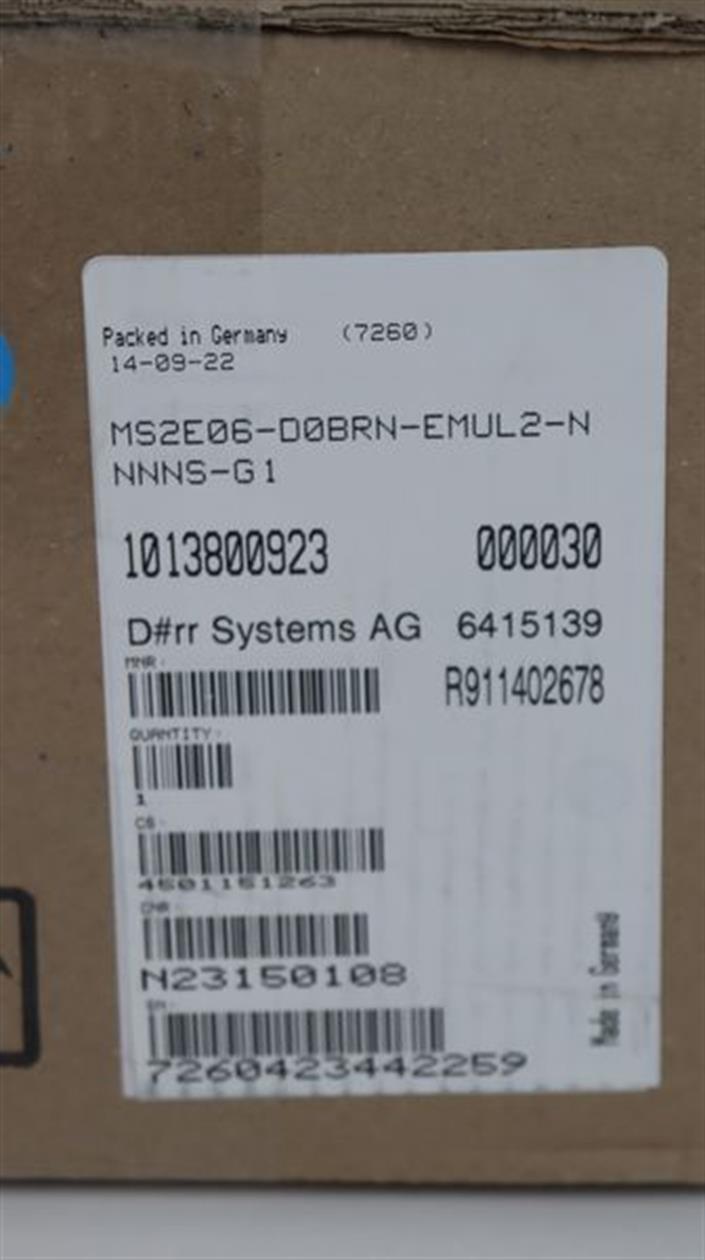 Packed in Germany (7260)
14-09-22
MS2E06-D0BRN-EMUL2-N
NNNS-G1
1013800923 000030
D#rr Systems AG 6415139
MNR:
R911402678
QUANTITY:
1
CS:
4501151263
CNR:
N23150108
SN:
7260423442259
Made in Germany